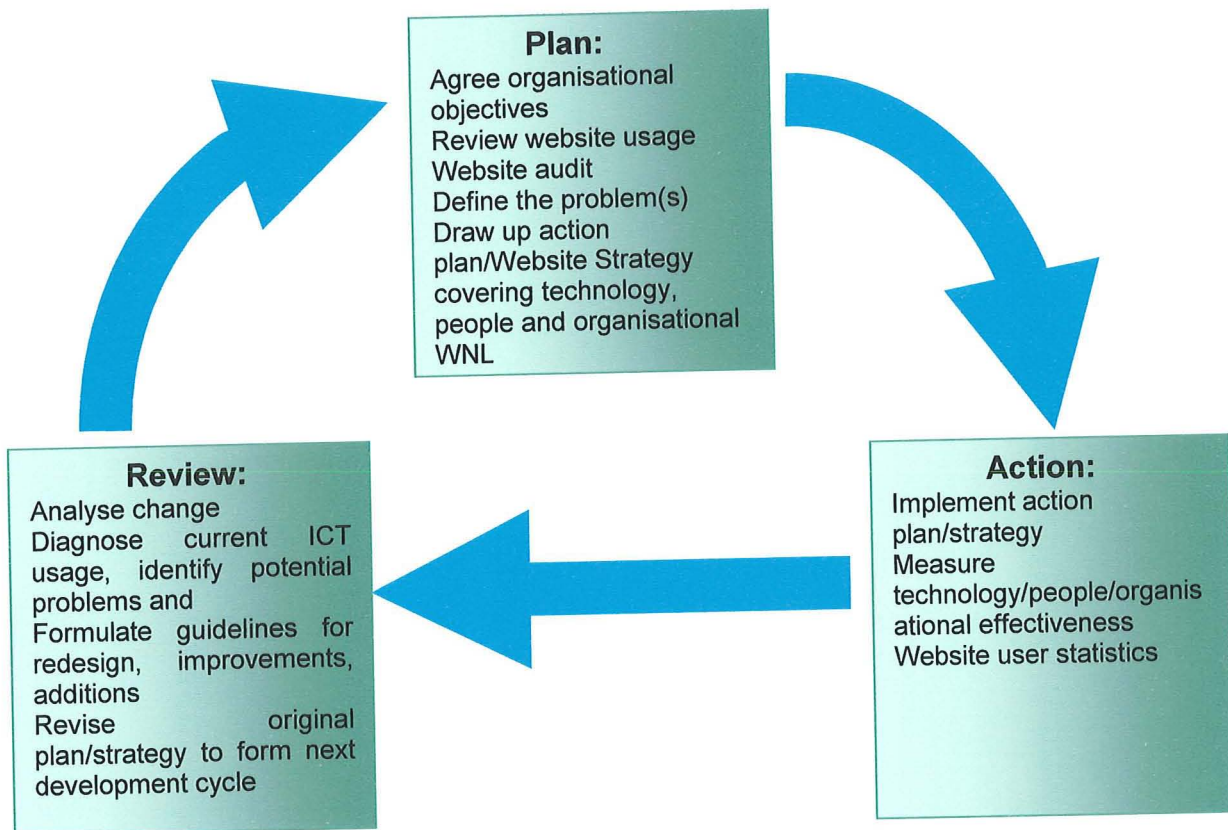 Plan:
Agree organisational
objectives
Review website usage
Website audit
Define the problem(s)
Draw up action
plan/Website Strategy
covering technology,
people and organisational
WNL
Review:
Analyse change
Diagnose current ICT
usage, identify potential
problems and
Formulate guidelines for
redesign, improvements,
additions
Revise original
plan/strategy to form next
development cycle
Action:
Implement action
plan/strategy
Measure
technology/people/organis
ational effectiveness
Website user statistics